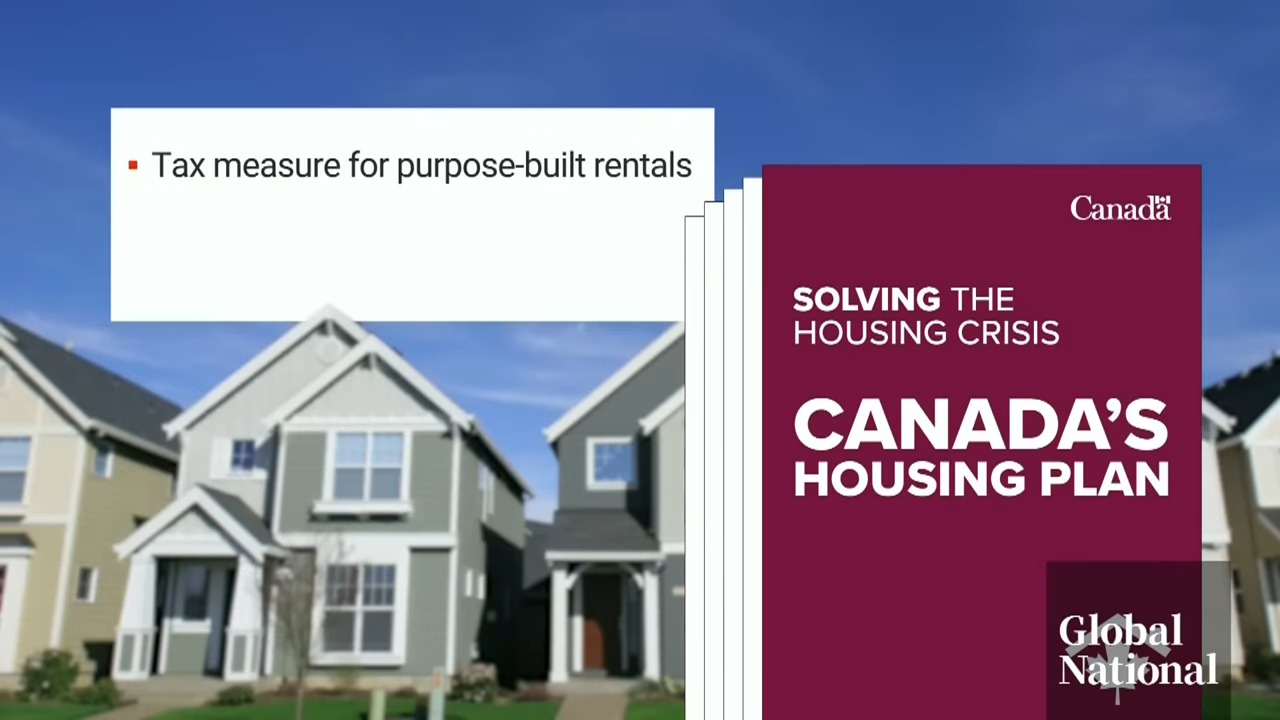 Tax measure for purpose-built rentals
Canada
SOLVING THE
HOUSING CRISIS
CANADA'S
HOUSING PLAN
Global
National